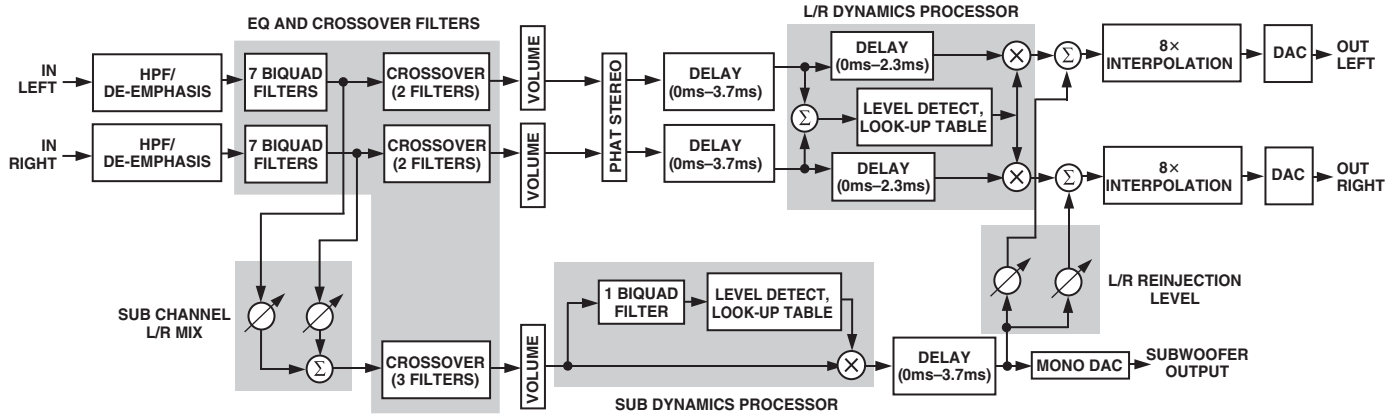 EQ AND CROSSOVER FILTERS
L/R DYNAMICS PROCESSOR
IN
LEFT
HPF/
DE-EMPHASIS
7 BIQUAD
FILTERS
CROSSOVER
(2 FILTERS)
VOLUME
PHAT STEREO
DELAY
(0ms–3.7ms)
DELAY
(0ms–2.3ms)
×
Σ
8×
INTERPOLATION
DAC
OUT
LEFT
Σ
LEVEL DETECT,
LOOK-UP TABLE
IN
RIGHT
HPF/
DE-EMPHASIS
7 BIQUAD
FILTERS
CROSSOVER
(2 FILTERS)
VOLUME
DELAY
(0ms–3.7ms)
DELAY
(0ms–2.3ms)
×
Σ
8×
INTERPOLATION
DAC
OUT
RIGHT
SUB CHANNEL
L/R MIX
Σ
CROSSOVER
(3 FILTERS)
VOLUME
1 BIQUAD
FILTER
LEVEL DETECT,
LOOK-UP TABLE
×
SUB DYNAMICS PROCESSOR
DELAY
(0ms–3.7ms)
L/R REINJECTION
LEVEL
MONO DAC
SUBWOOFER
OUTPUT